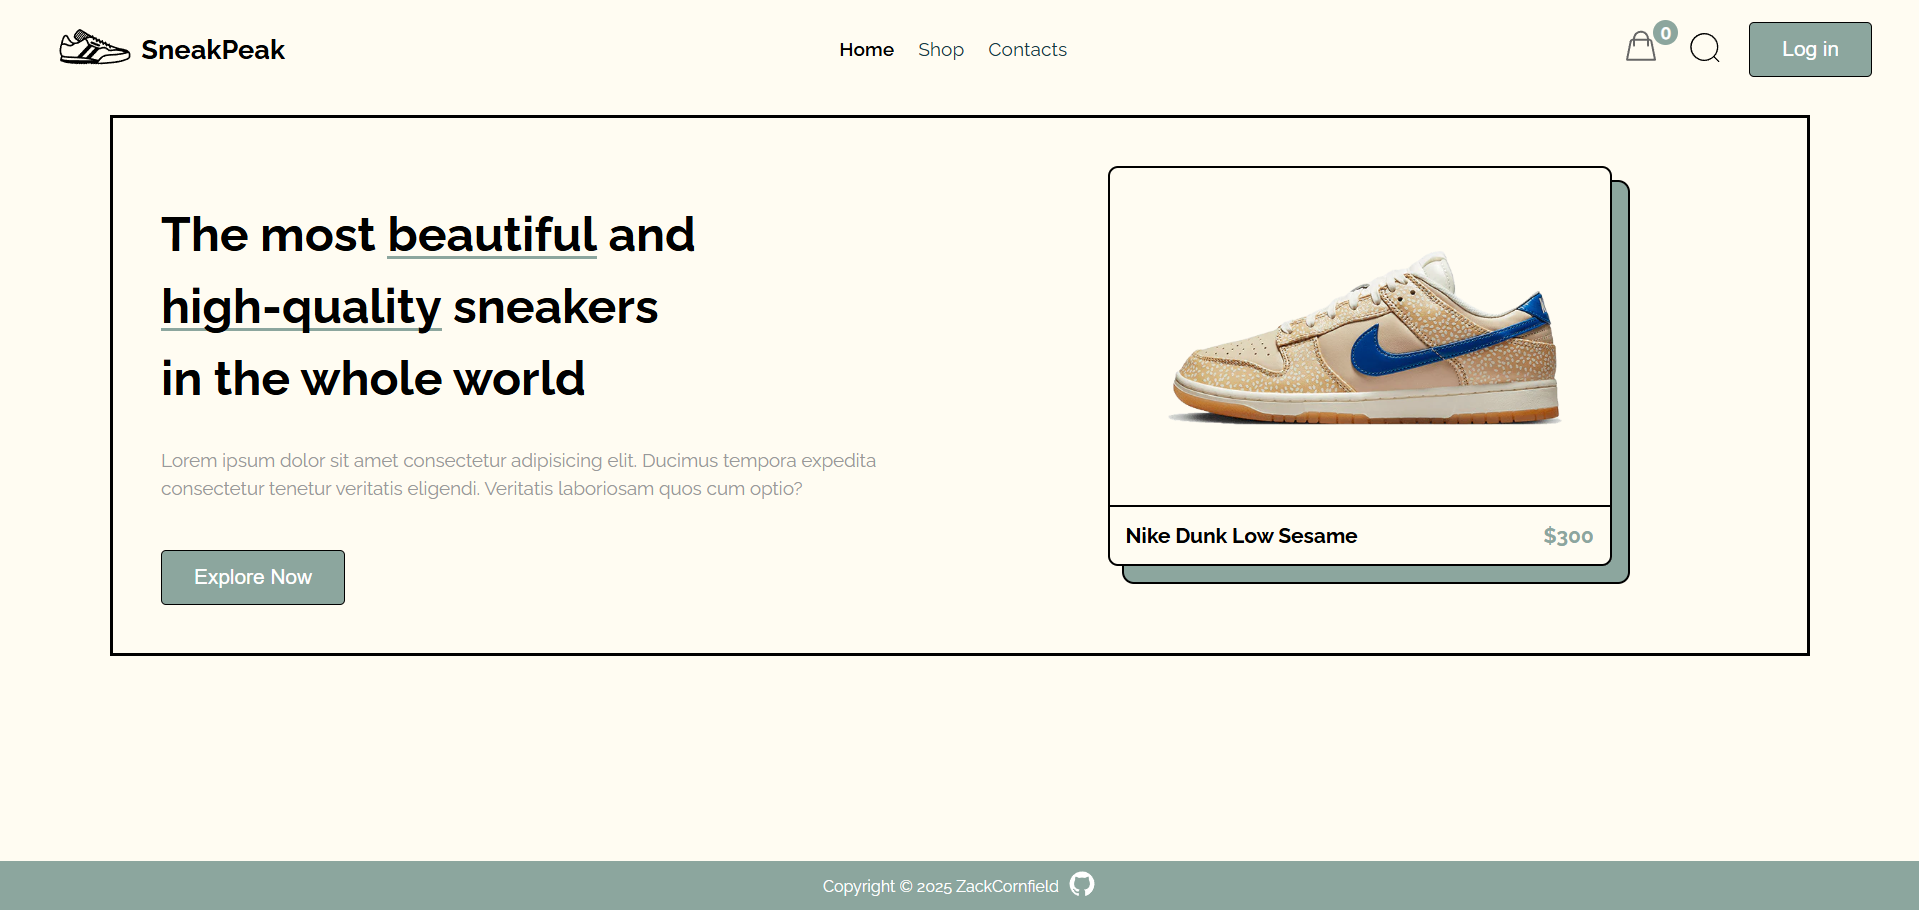 SneakPeak
Home
Shop
Contacts
0
Log in
The most beautiful and
high-quality sneakers
in the whole world
Lorem ipsum dolor sit amet consectetur adipisicing elit. Ducimus tempora expedita
consectetur tenetur veritatis eligendi. Veritatis laboriosam quos cum optio?
Explore Now
Nike Dunk Low Sesame
$300
Copyright © 2025 ZackCornfield